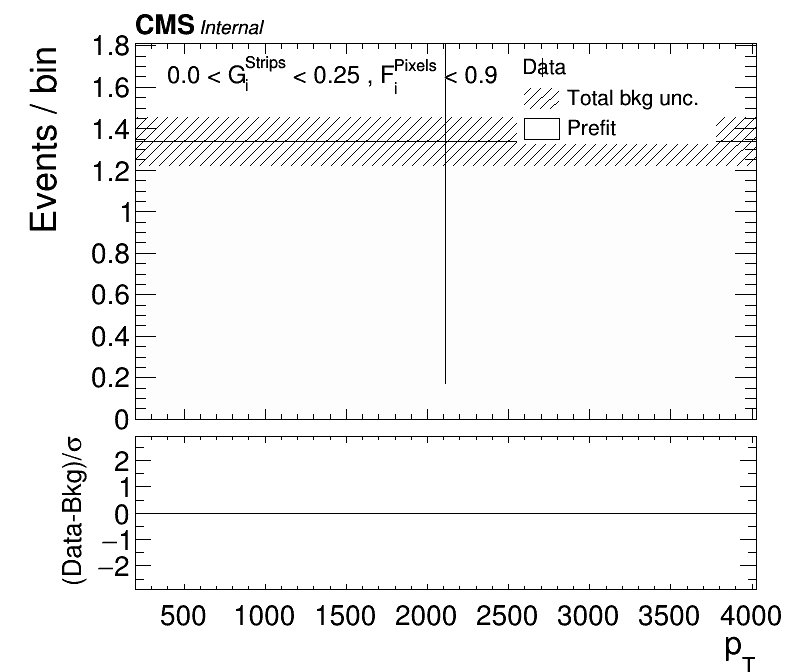 CMS Internal
Events / bin
1.8
1.6
1.4
1.2
1
0.8
0.6
0.4
0.2
0
0.0 < G_i^Strips < 0.25 , F_i^Pixels < 0.9
Data
Total bkg unc.
Prefit
(Data-Bkg)/σ
2
1
0
−1
−2
500 1000 1500 2000 2500 3000 3500 4000
p_T